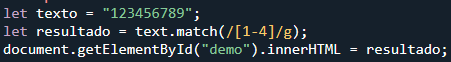 let texto = "123456789";
let resultado = text.match(/[1-4]/g);
document.getElementById("demo").innerHTML = resultado;